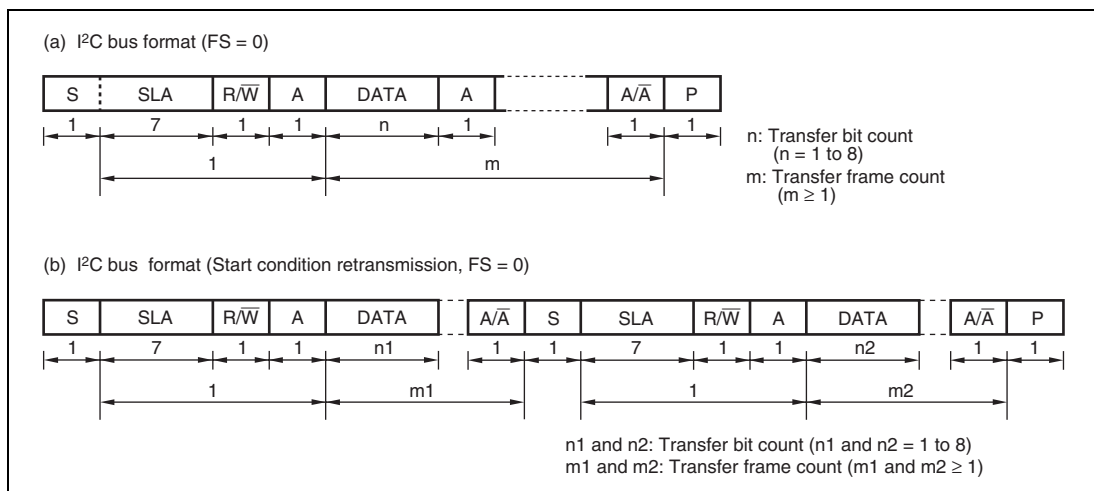 (a) I²C bus format (FS = 0)
S SLA R/W̅ A DATA A A/A̅ P
1 7 1 1 n 1 1 1
1 m
n: Transfer bit count
(n = 1 to 8)
m: Transfer frame count
(m ≥ 1)
(b) I²C bus format (Start condition retransmission, FS = 0)
S SLA R/W̅ A DATA A/A̅ S SLA R/W̅ A DATA A/A̅ P
1 7 1 1 n1 1 1 7 1 1 n2 1 1
1 m1 1 m2
n1 and n2: Transfer bit count (n1 and n2 = 1 to 8)
m1 and m2: Transfer frame count (m1 and m2 ≥ 1)